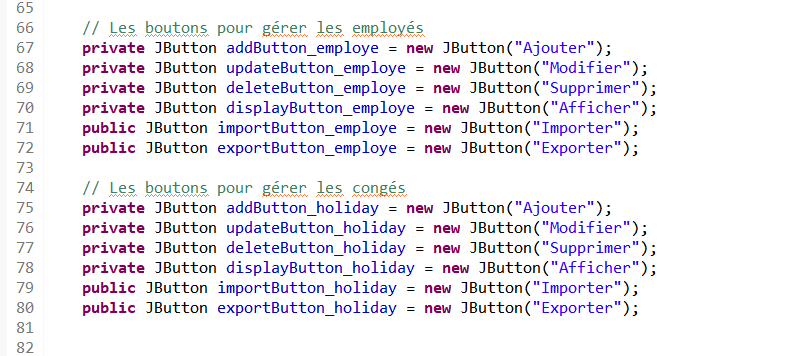 65
66 // Les boutons pour gérer les employés
67 private JButton addButton_employe = new JButton("Ajouter");
68 private JButton updateButton_employe = new JButton("Modifier");
69 private JButton deleteButton_employe = new JButton("Supprimer");
70 private JButton displayButton_employe = new JButton("Afficher");
71 public JButton importButton_employe = new JButton("Importer");
72 public JButton exportButton_employe = new JButton("Exporter");
73
74 // Les boutons pour gérer les congés
75 private JButton addButton_holiday = new JButton("Ajouter");
76 private JButton updateButton_holiday = new JButton("Modifier");
77 private JButton deleteButton_holiday = new JButton("Supprimer");
78 private JButton displayButton_holiday = new JButton("Afficher");
79 public JButton importButton_holiday = new JButton("Importer");
80 public JButton exportButton_holiday = new JButton("Exporter");
81
82